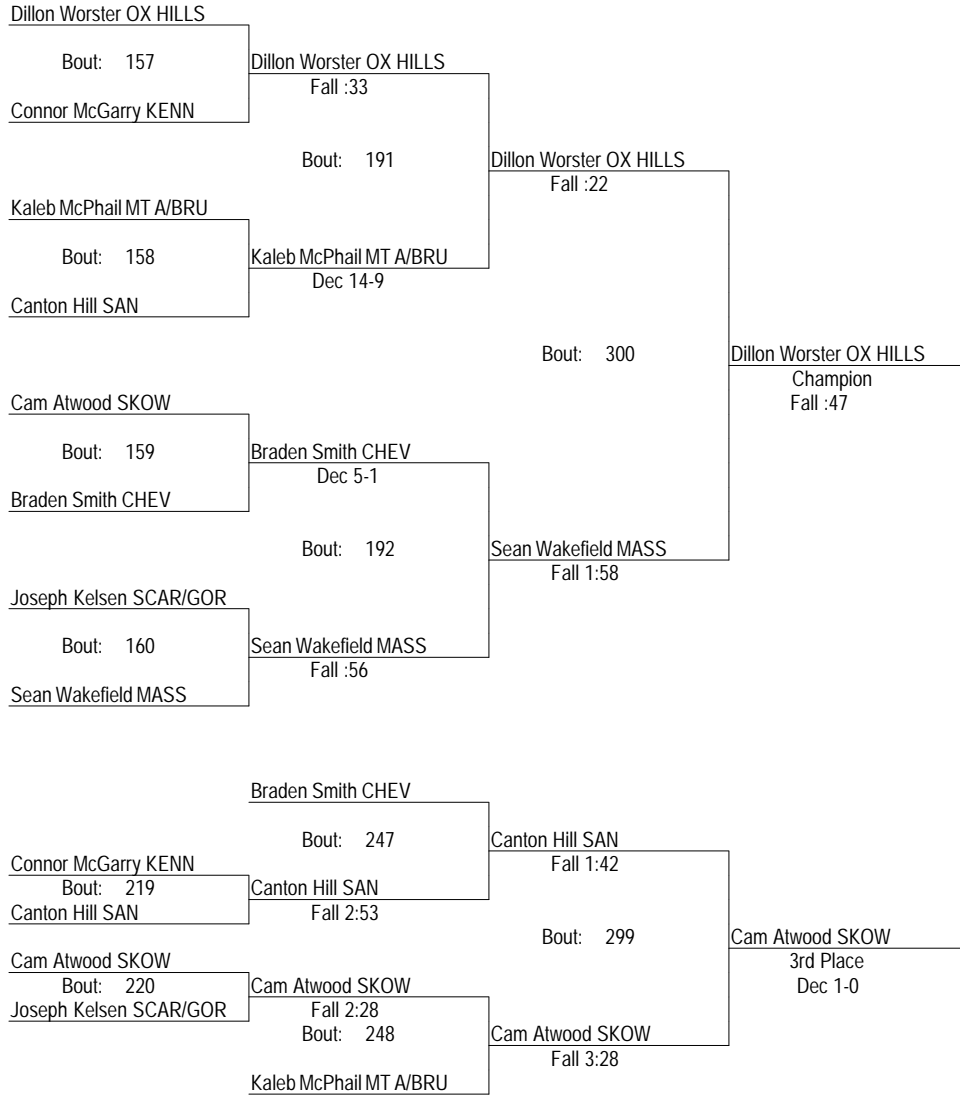 Dillon Worster OX HILLS
Bout: 157
Dillon Worster OX HILLS
Fall :33
Connor McGarry KENN
Bout: 191
Dillon Worster OX HILLS
Fall :22
Kaleb McPhail MT A/BRU
Bout: 158
Kaleb McPhail MT A/BRU
Dec 14-9
Canton Hill SAN
Bout: 300
Dillon Worster OX HILLS
Champion
Fall :47
Cam Atwood SKOW
Bout: 159
Braden Smith CHEV
Dec 5-1
Braden Smith CHEV
Bout: 192
Sean Wakefield MASS
Fall 1:58
Joseph Kelsen SCAR/GOR
Bout: 160
Sean Wakefield MASS
Fall :56
Sean Wakefield MASS
Braden Smith CHEV
Bout: 247
Canton Hill SAN
Fall 1:42
Connor McGarry KENN
Bout: 219
Canton Hill SAN
Fall 2:53
Canton Hill SAN
Bout: 299
Cam Atwood SKOW
3rd Place
Dec 1-0
Cam Atwood SKOW
Bout: 220
Cam Atwood SKOW
Fall 2:28
Joseph Kelsen SCAR/GOR
Bout: 248
Cam Atwood SKOW
Fall 3:28
Kaleb McPhail MT A/BRU